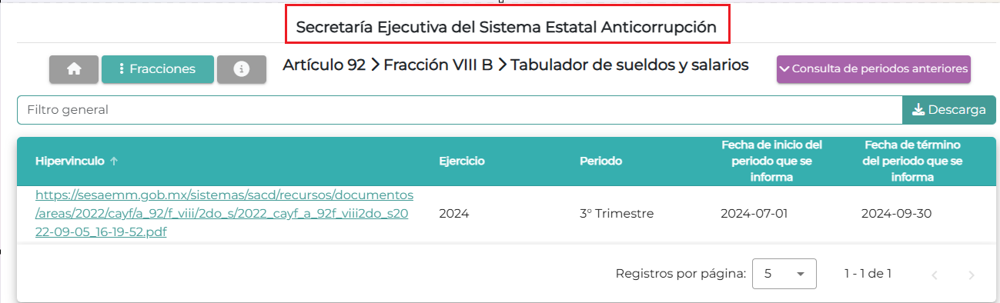 Secretaría Ejecutiva del Sistema Estatal Anticorrupción
Fracciones
Artículo 92 > Fracción VIII B > Tabulador de sueldos y salarios
Consulta de periodos anteriores
Filtro general
Descarga
Hipervinculo ↑
Ejercicio
Periodo
Fecha de inicio del
periodo que se
informa
Fecha de término
del periodo que se
informa
https://sesaemm.gob.mx/sistemas/sacd/recursos/documentos
/areas/2022/cayf/a_92/f_viii/2do_s/2022_cayf_a_92f_viii2do_s20
22-09-05_16-19-52.pdf
2024
3° Trimestre
2024-07-01
2024-09-30
Registros por página:
5
1 - 1 de 1